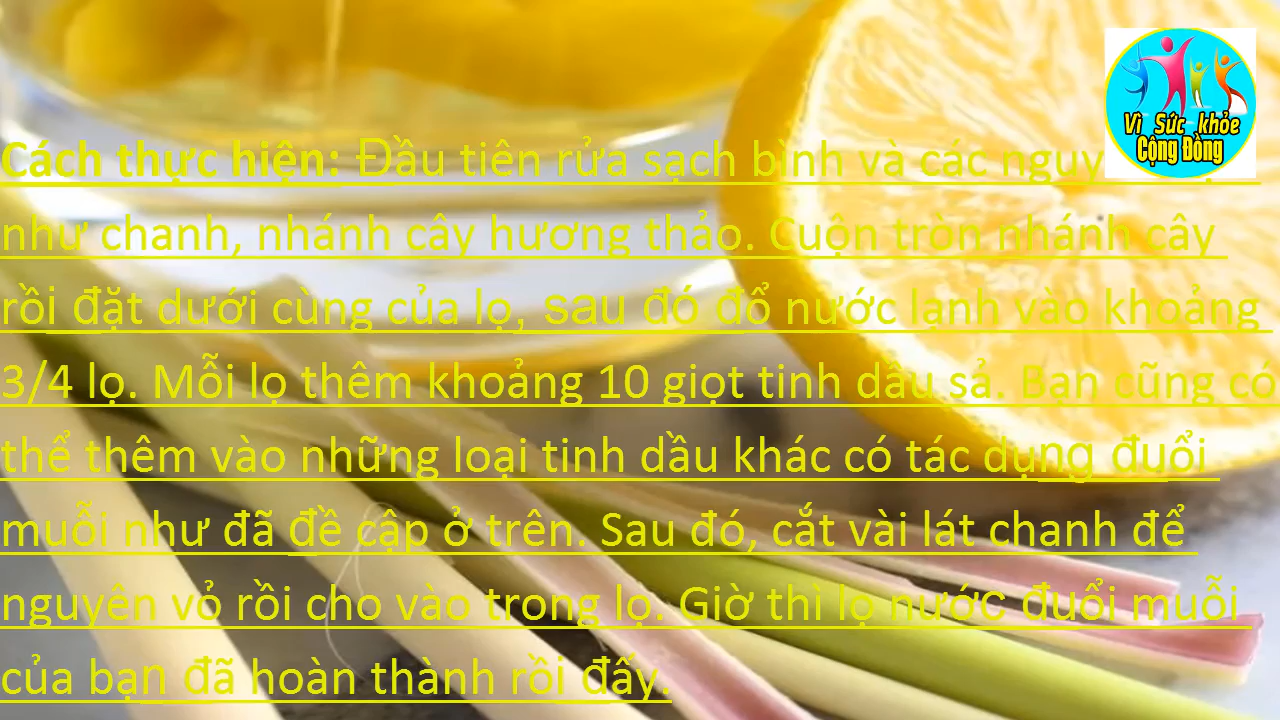 Cách thực hiện: Đầu tiên rửa sạch bình và các
như chanh, nhánh cây hương thảo. Cuộn tròn nhánh cây
rồi đặt dưới cùng của lọ, sau đó đổ nước lạnh vào khoảng
3/4 lọ. Mỗi lọ thêm khoảng 10 giọt tinh dầu sả. Bạn cũng có
thể thêm vào những loại tinh dầu khác có tác dụng đuổi
muỗi như đã đề cập ở trên. Sau đó, cắt vài lát chanh để
nguyên vỏ rồi cho vào trong lọ. Giờ thì lọ nước đuổi muỗi
của bạn đã hoàn thành rồi đấy.
Vì Sức khỏe
Cộng Đồng